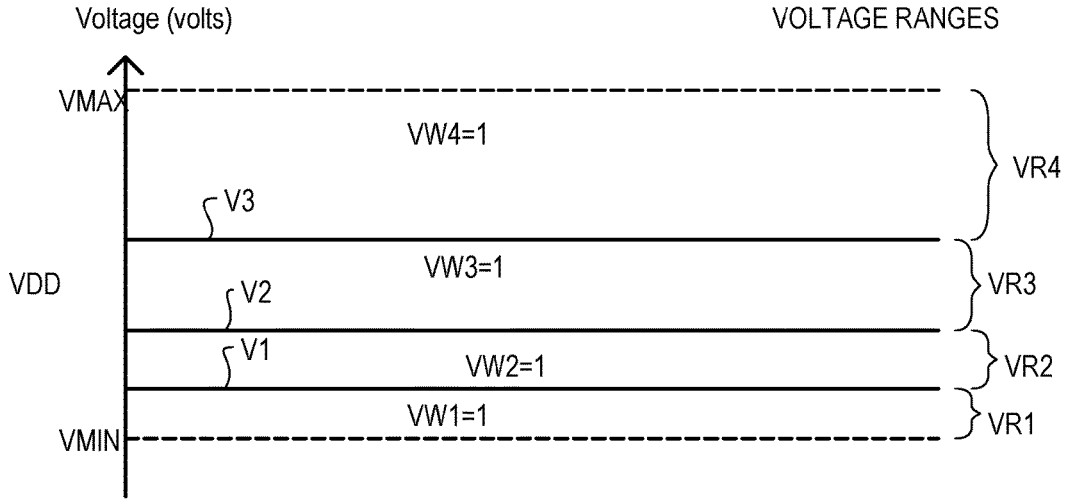 Voltage (volts)
VOLTAGE RANGES
VMAX
VW4=1
VR4
V3
VW3=1
VDD
VR3
V2
V1
VW2=1
VR2
VW1=1
VR1
VMIN